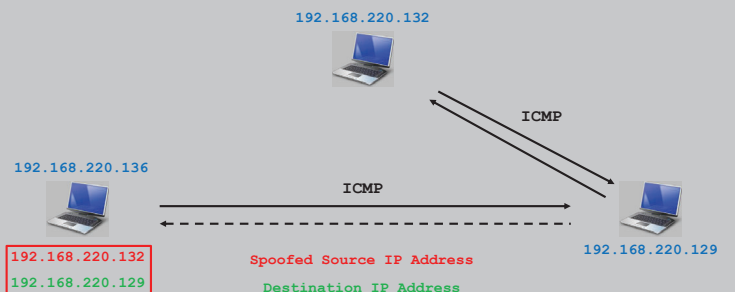 192.168.220.132
ICMP
192.168.220.136
ICMP
192.168.220.129
192.168.220.132
Spoofed Source IP Address
192.168.220.129
Destination IP Address